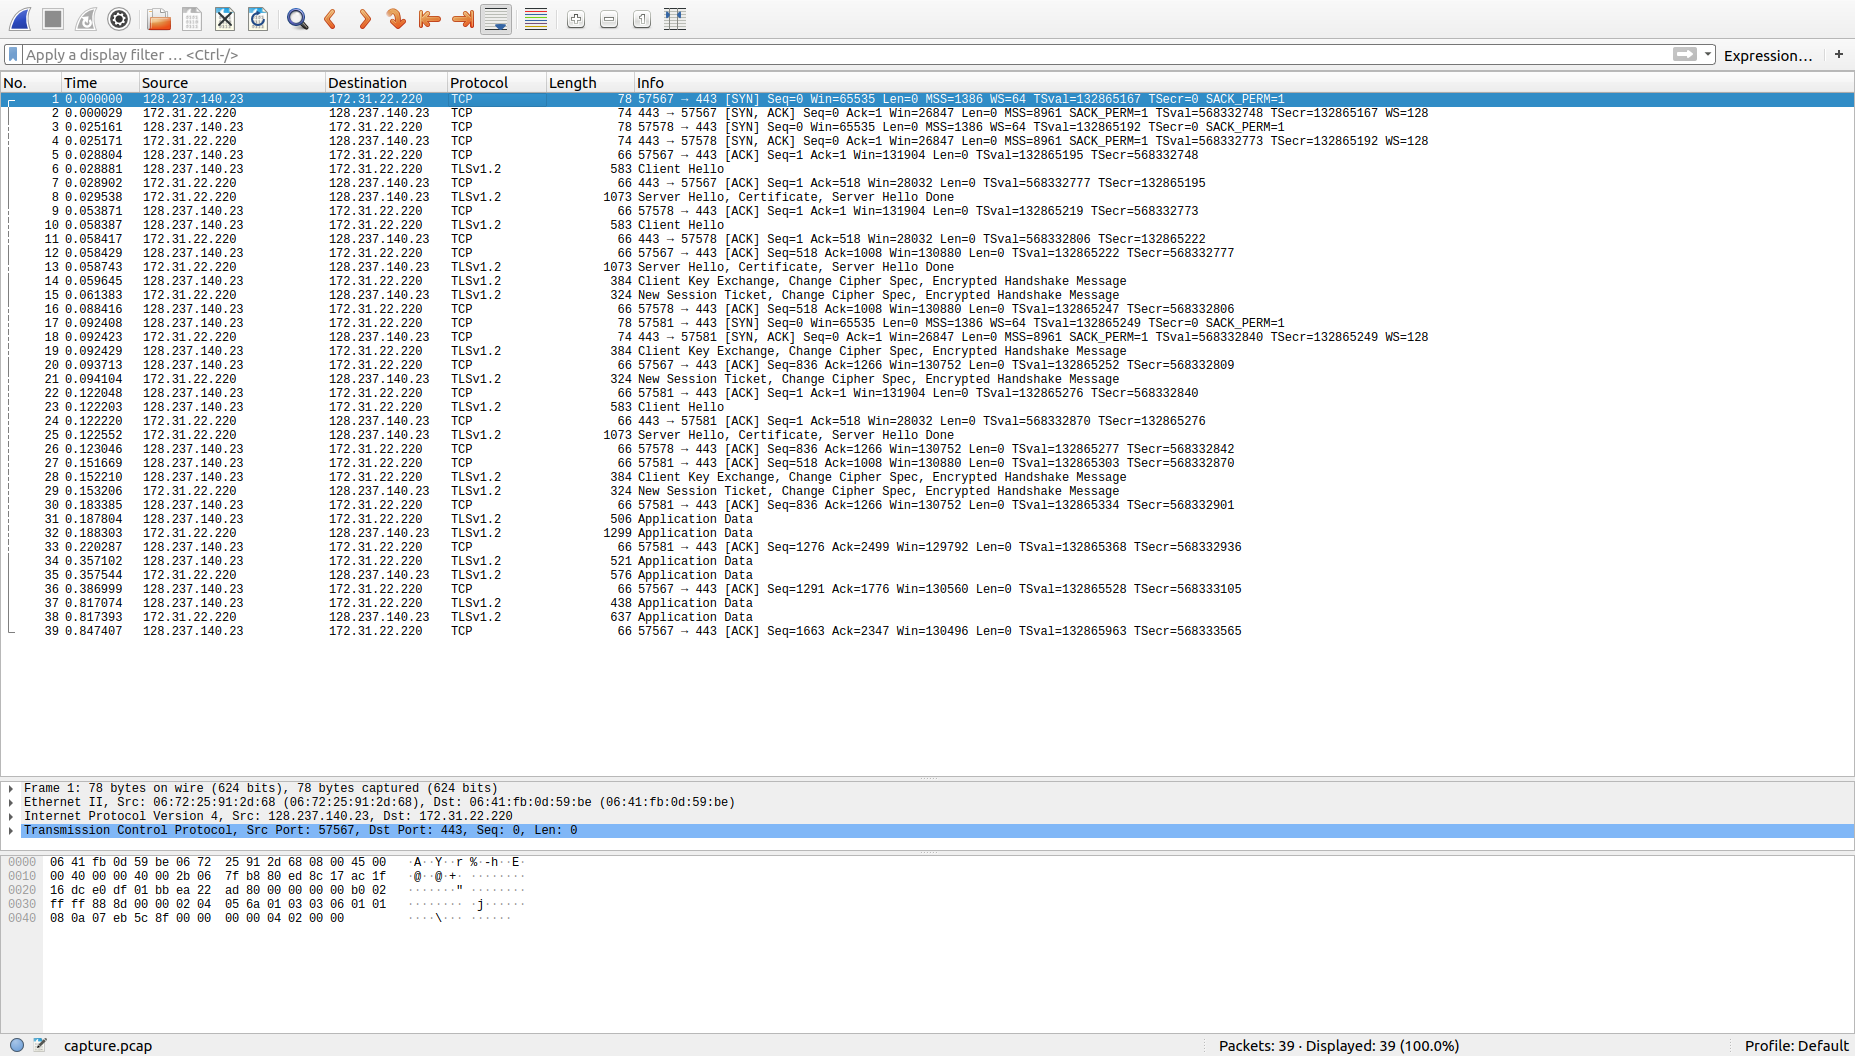 Apply a display filter … <Ctrl-/> Expression… +
No. Time Source Destination Protocol Length Info
1 0.000000 128.237.140.23 172.31.22.220 TCP 78 57567 → 443 [SYN] Seq=0 Win=65535 Len=0 MSS=1386 WS=64 TSval=132865167 TSecr=0 SACK_PERM=1
2 0.000029 172.31.22.220 128.237.140.23 TCP 74 443 → 57567 [SYN, ACK] Seq=0 Ack=1 Win=26847 Len=0 MSS=8961 SACK_PERM=1 TSval=568332748 TSecr=132865167 WS=128
3 0.025161 128.237.140.23 172.31.22.220 TCP 78 57578 → 443 [SYN] Seq=0 Win=65535 Len=0 MSS=1386 WS=64 TSval=132865192 TSecr=0 SACK_PERM=1
4 0.025171 172.31.22.220 128.237.140.23 TCP 74 443 → 57578 [SYN, ACK] Seq=0 Ack=1 Win=26847 Len=0 MSS=8961 SACK_PERM=1 TSval=568332773 TSecr=132865192 WS=128
5 0.028804 128.237.140.23 172.31.22.220 TCP 66 57567 → 443 [ACK] Seq=1 Ack=1 Win=131904 Len=0 TSval=132865195 TSecr=568332748
6 0.028881 128.237.140.23 172.31.22.220 TLSv1.2 583 Client Hello
7 0.028902 172.31.22.220 128.237.140.23 TCP 66 443 → 57567 [ACK] Seq=1 Ack=518 Win=28032 Len=0 TSval=568332777 TSecr=132865195
8 0.029538 172.31.22.220 128.237.140.23 TLSv1.2 1073 Server Hello, Certificate, Server Hello Done
9 0.053871 128.237.140.23 172.31.22.220 TCP 66 57578 → 443 [ACK] Seq=1 Ack=1 Win=131904 Len=0 TSval=132865219 TSecr=568332773
10 0.058387 128.237.140.23 172.31.22.220 TLSv1.2 583 Client Hello
11 0.058417 172.31.22.220 128.237.140.23 TCP 66 443 → 57578 [ACK] Seq=1 Ack=518 Win=28032 Len=0 TSval=568332806 TSecr=132865222
12 0.058429 128.237.140.23 172.31.22.220 TCP 66 57567 → 443 [ACK] Seq=518 Ack=1008 Win=130880 Len=0 TSval=132865222 TSecr=568332777
13 0.058743 172.31.22.220 128.237.140.23 TLSv1.2 1073 Server Hello, Certificate, Server Hello Done
14 0.059645 128.237.140.23 172.31.22.220 TLSv1.2 384 Client Key Exchange, Change Cipher Spec, Encrypted Handshake Message
15 0.061383 172.31.22.220 128.237.140.23 TLSv1.2 324 New Session Ticket, Change Cipher Spec, Encrypted Handshake Message
16 0.088416 128.237.140.23 172.31.22.220 TCP 66 57578 → 443 [ACK] Seq=518 Ack=1008 Win=130880 Len=0 TSval=132865247 TSecr=568332806
17 0.092408 128.237.140.23 172.31.22.220 TCP 78 57581 → 443 [SYN] Seq=0 Win=65535 Len=0 MSS=1386 WS=64 TSval=132865249 TSecr=0 SACK_PERM=1
18 0.092423 172.31.22.220 128.237.140.23 TCP 74 443 → 57581 [SYN, ACK] Seq=0 Ack=1 Win=26847 Len=0 MSS=8961 SACK_PERM=1 TSval=568332840 TSecr=132865249 WS=128
19 0.092429 128.237.140.23 172.31.22.220 TLSv1.2 384 Client Key Exchange, Change Cipher Spec, Encrypted Handshake Message
20 0.093713 128.237.140.23 172.31.22.220 TCP 66 57567 → 443 [ACK] Seq=836 Ack=1266 Win=130752 Len=0 TSval=132865252 TSecr=568332809
21 0.094104 172.31.22.220 128.237.140.23 TLSv1.2 324 New Session Ticket, Change Cipher Spec, Encrypted Handshake Message
22 0.122048 128.237.140.23 172.31.22.220 TCP 66 57581 → 443 [ACK] Seq=1 Ack=1 Win=131904 Len=0 TSval=132865276 TSecr=568332840
23 0.122203 128.237.140.23 172.31.22.220 TLSv1.2 583 Client Hello
24 0.122220 172.31.22.220 128.237.140.23 TCP 66 443 → 57581 [ACK] Seq=1 Ack=518 Win=28032 Len=0 TSval=568332870 TSecr=132865276
25 0.122552 172.31.22.220 128.237.140.23 TLSv1.2 1073 Server Hello, Certificate, Server Hello Done
26 0.123046 128.237.140.23 172.31.22.220 TCP 66 57578 → 443 [ACK] Seq=836 Ack=1266 Win=130752 Len=0 TSval=132865277 TSecr=568332842
27 0.151669 128.237.140.23 172.31.22.220 TCP 66 57581 → 443 [ACK] Seq=518 Ack=1008 Win=130880 Len=0 TSval=132865303 TSecr=568332870
28 0.152210 128.237.140.23 172.31.22.220 TLSv1.2 384 Client Key Exchange, Change Cipher Spec, Encrypted Handshake Message
29 0.153206 172.31.22.220 128.237.140.23 TLSv1.2 324 New Session Ticket, Change Cipher Spec, Encrypted Handshake Message
30 0.183385 128.237.140.23 172.31.22.220 TCP 66 57581 → 443 [ACK] Seq=836 Ack=1266 Win=130752 Len=0 TSval=132865334 TSecr=568332901
31 0.187804 128.237.140.23 172.31.22.220 TLSv1.2 506 Application Data
32 0.188303 172.31.22.220 128.237.140.23 TLSv1.2 1299 Application Data
33 0.220287 128.237.140.23 172.31.22.220 TCP 66 57581 → 443 [ACK] Seq=1276 Ack=2499 Win=129792 Len=0 TSval=132865368 TSecr=568332936
34 0.357102 128.237.140.23 172.31.22.220 TLSv1.2 521 Application Data
35 0.357544 172.31.22.220 128.237.140.23 TLSv1.2 576 Application Data
36 0.386999 128.237.140.23 172.31.22.220 TCP 66 57567 → 443 [ACK] Seq=1291 Ack=1776 Win=130560 Len=0 TSval=132865528 TSecr=568333105
37 0.817074 128.237.140.23 172.31.22.220 TLSv1.2 438 Application Data
38 0.817393 172.31.22.220 128.237.140.23 TLSv1.2 637 Application Data
39 0.847407 128.237.140.23 172.31.22.220 TCP 66 57567 → 443 [ACK] Seq=1663 Ack=2347 Win=130496 Len=0 TSval=132865963 TSecr=568333565
Frame 1: 78 bytes on wire (624 bits), 78 bytes captured (624 bits)
Ethernet II, Src: 06:72:25:91:2d:68 (06:72:25:91:2d:68), Dst: 06:41:fb:0d:59:be (06:41:fb:0d:59:be)
Internet Protocol Version 4, Src: 128.237.140.23, Dst: 172.31.22.220
Transmission Control Protocol, Src Port: 57567, Dst Port: 443, Seq: 0, Len: 0
0000 06 41 fb 0d 59 be 06 72 25 91 2d 68 08 00 45 00 ·A··Y··r %·-h··E·
0010 00 40 00 00 40 00 2b 06 7f b8 80 ed 8c 17 ac 1f ·@··@·+· ········
0020 16 dc e0 df 01 bb ea 22 ad 80 00 00 00 00 b0 02 ·······" ········
0030 ff ff 88 8d 00 00 02 04 05 6a 01 03 03 06 01 01 ········ ·j······
0040 08 0a 07 eb 5c 8f 00 00 00 00 04 02 00 00 ····\··· ······
capture.pcap Packets: 39 · Displayed: 39 (100.0%) Profile: Default